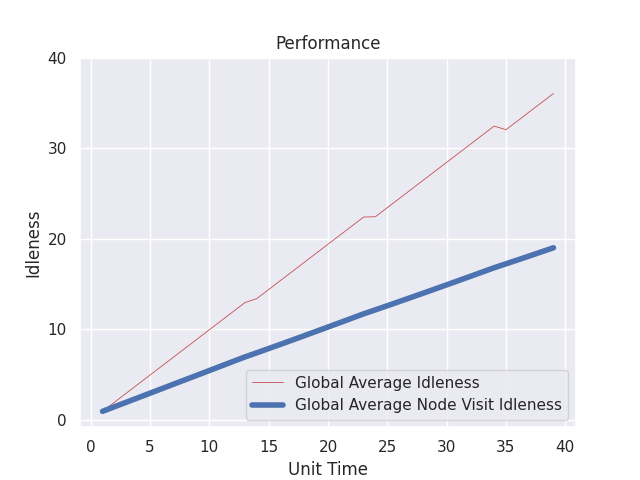 Performance
40
30
20
10
0
Idleness
Global Average Idleness
Global Average Node Visit Idleness
0 5 10 15 20 25 30 35 40
Unit Time